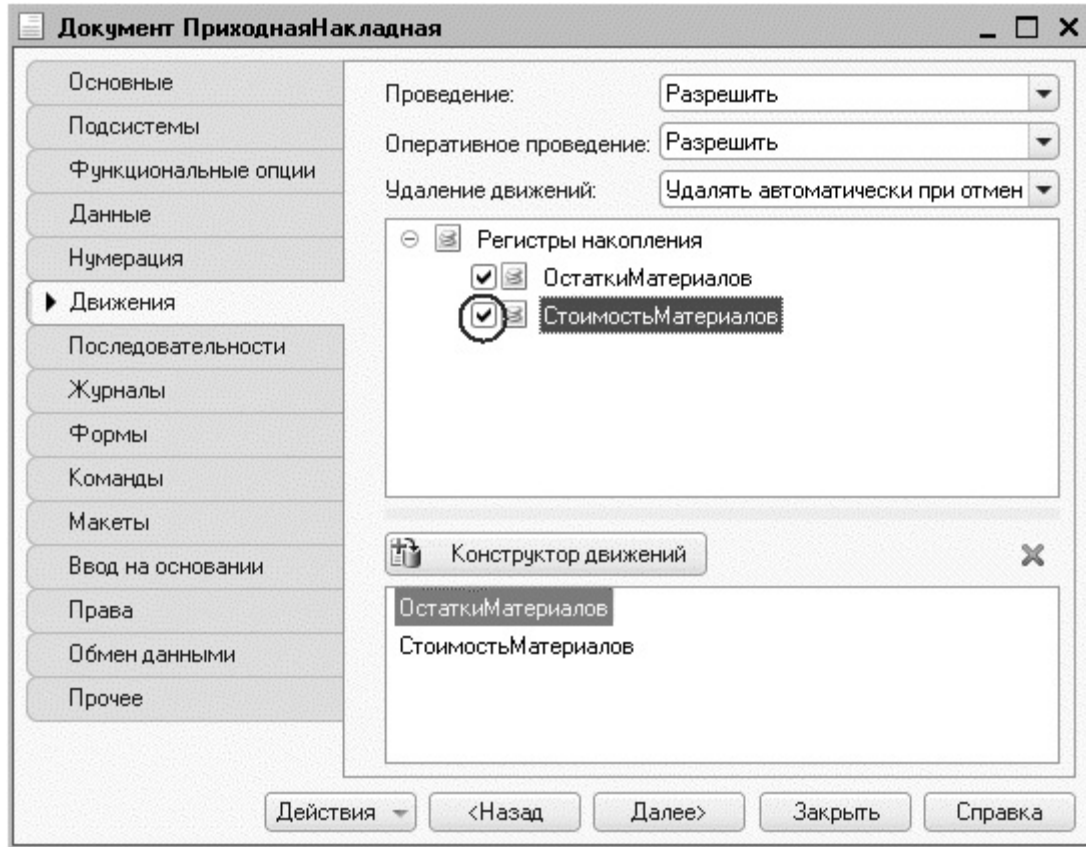 Документ ПриходнаяНакладная
Основные
Подсистемы
Функциональные опции
Данные
Нумерация
Движения
Последовательности
Журналы
Формы
Команды
Макеты
Ввод на основании
Права
Обмен данными
Прочее
Проведение: Разрешить
Оперативное проведение: Разрешить
Удаление движений: Удалять автоматически при отмен
Регистры накопления
ОстаткиМатериалов
СтоимостьМатериалов
Конструктор движений
ОстаткиМатериалов
СтоимостьМатериалов
Действия <Назад Далее> Закрыть Справка